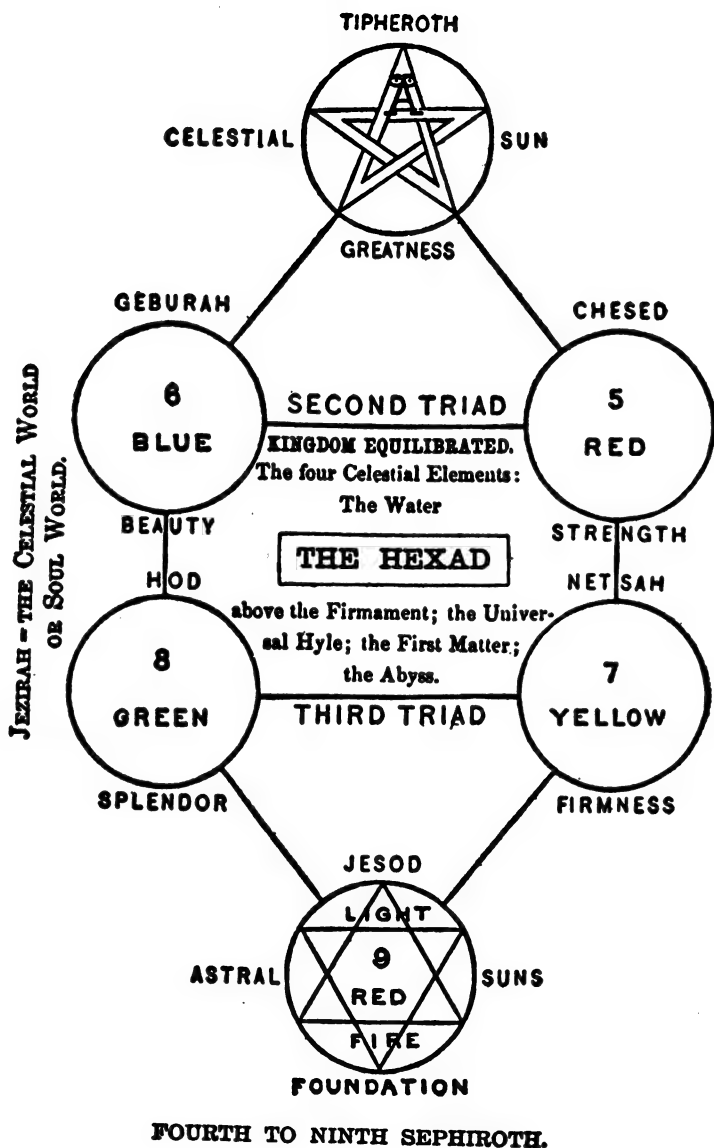 TIPHEROTH
CELESTIAL
A
SUN
GREATNESS
GEBURAH
CHESED
JEZIRAH = THE CELESTIAL WORLD
OR SOUL WORLD.
6
BLUE
SECOND TRIAD
5
RED
KINGDOM EQUILIBRATED.
The four Celestial Elements:
The Water
BEAUTY
STRENGTH
THE HEXAD
HOD
NETSAH
above the Firmament; the Univer-
sal Hyle; the First Matter;
the Abyss.
8
GREEN
7
YELLOW
THIRD TRIAD
SPLENDOR
FIRMNESS
JESOD
LIGHT
ASTRAL
9
RED
SUNS
FIRE
FOUNDATION
FOURTH TO NINTH SEPHIROTH.